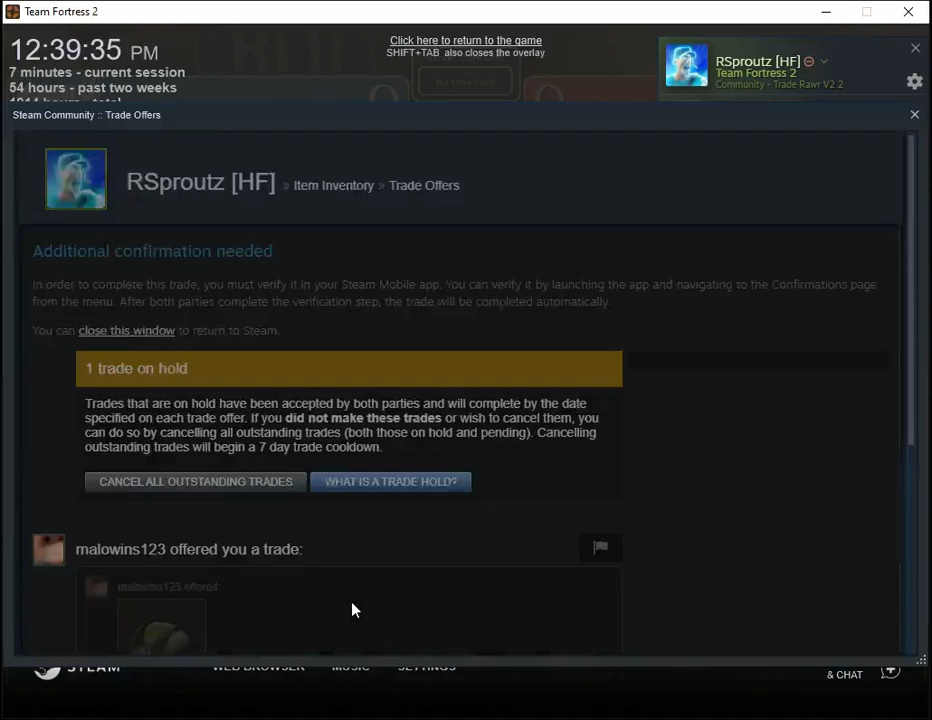 Team Fortress 2
12:39:35 PM
7 minutes - current session
54 hours - past two weeks
Click here to return to the game
SHIFT+TAB also closes the overlay
RSproutz [HF]
Team Fortress 2
Community - Trade Rawr V2 2
Steam Community :: Trade Offers
RSproutz [HF] » Item Inventory » Trade Offers
Additional confirmation needed
In order to complete this trade, you must verify it in your Steam Mobile app. You can verify it by launching the app and navigating to the Confirmations page
from the menu. After both parties complete the verification step, the trade will be completed automatically.
You can close this window to return to Steam.
1 trade on hold
Trades that are on hold have been accepted by both parties and will complete by the date
specified on each trade offer. If you did not make these trades or wish to cancel them, you
can do so by cancelling all outstanding trades (both those on hold and pending). Cancelling
outstanding trades will begin a 7 day trade cooldown.
CANCEL ALL OUTSTANDING TRADES
WHAT IS A TRADE HOLD?
malowins123 offered you a trade:
malowins123 offered:
STEAM
WEB BROWSER
MUSIC
SETTINGS
& CHAT